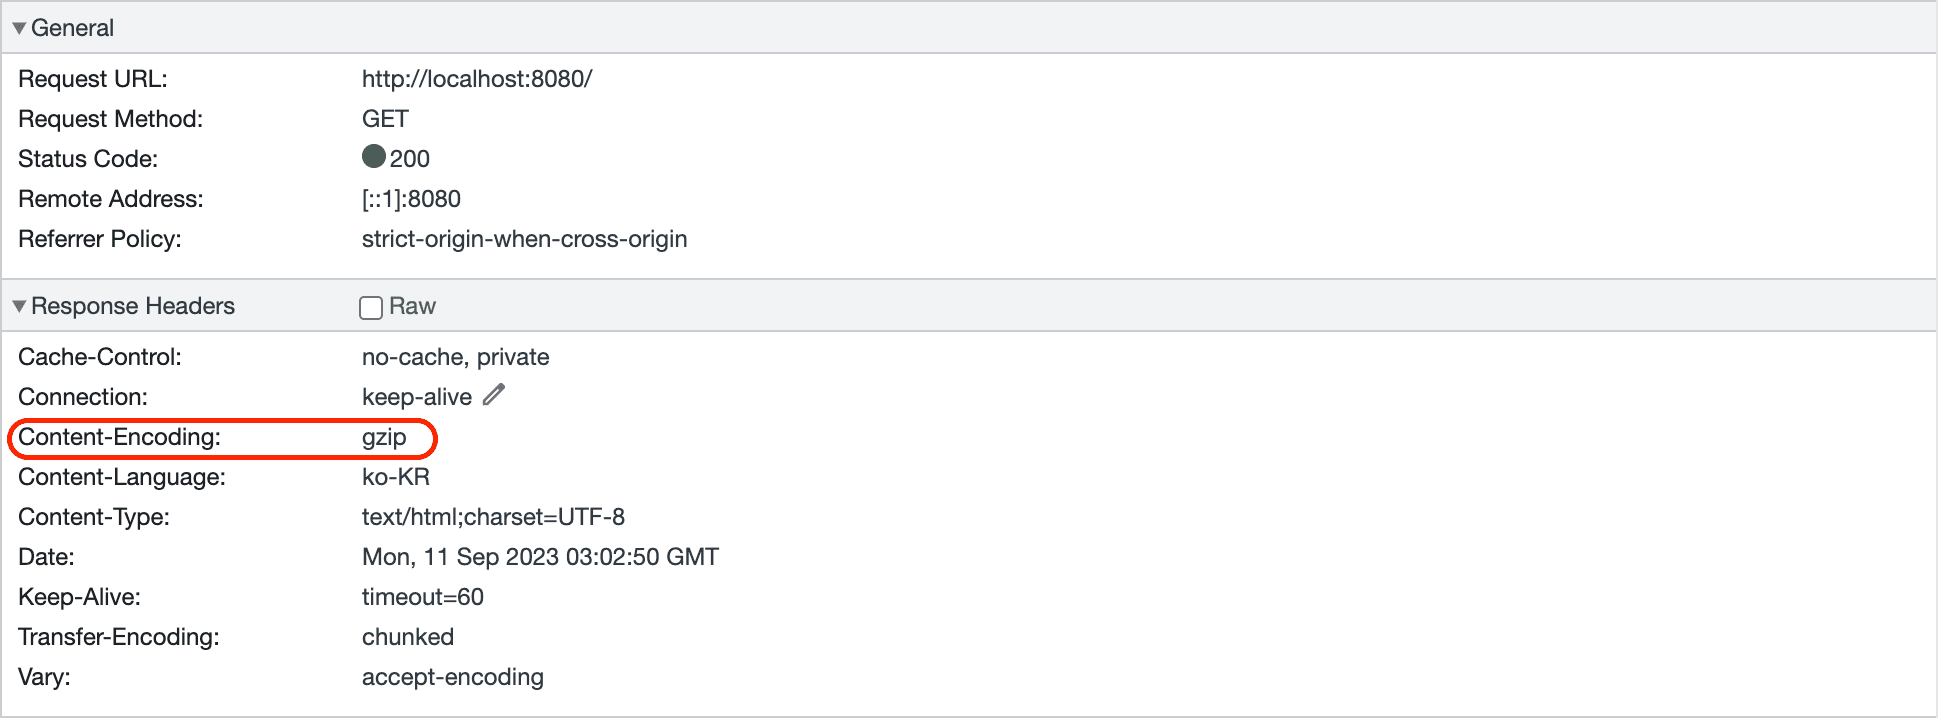 General
Request URL: http://localhost:8080/
Request Method: GET
Status Code: 200
Remote Address: [::1]:8080
Referrer Policy: strict-origin-when-cross-origin
Response Headers Raw
Cache-Control: no-cache, private
Connection: keep-alive
Content-Encoding: gzip
Content-Language: ko-KR
Content-Type: text/html;charset=UTF-8
Date: Mon, 11 Sep 2023 03:02:50 GMT
Keep-Alive: timeout=60
Transfer-Encoding: chunked
Vary: accept-encoding